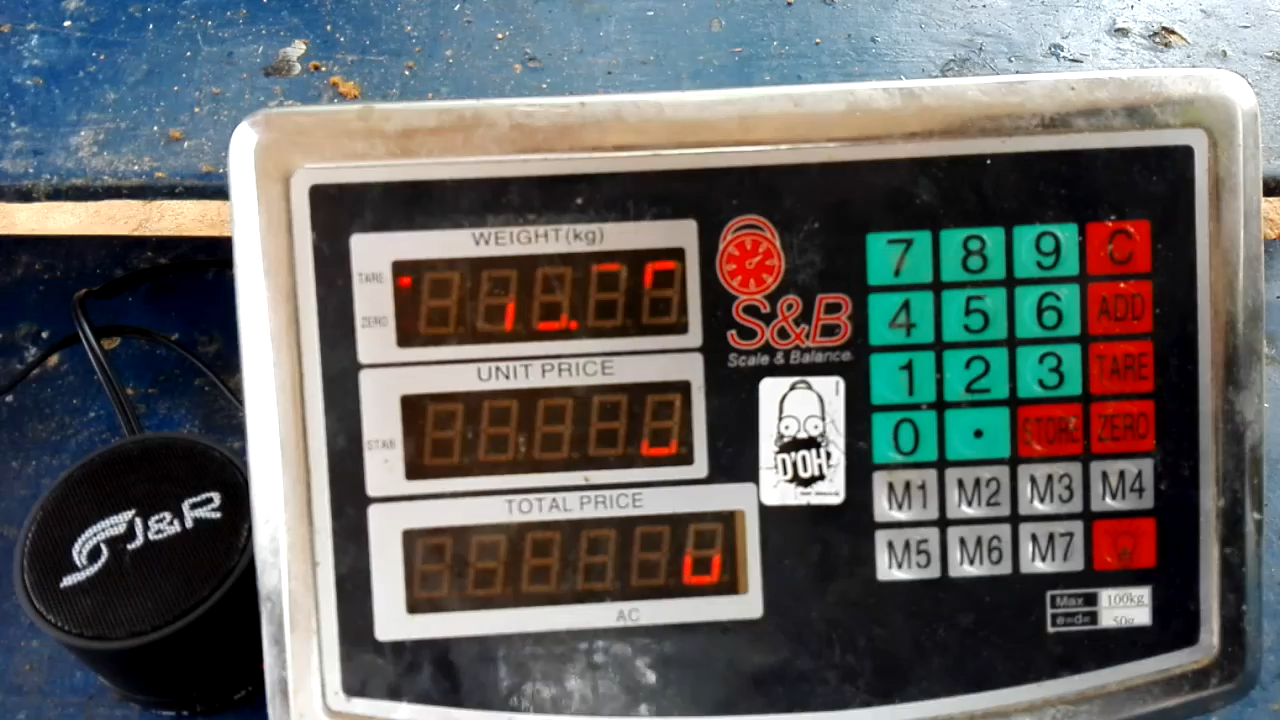 WEIGHT(kg)
TARE
ZERO
UNIT PRICE
STAB
TOTAL PRICE
AC
S&B
Scale & Balance
D'OH!
7 8 9 C
4 5 6 ADD
1 2 3 TARE
0 . STORE ZERO
M1 M2 M3 M4
M5 M6 M7
Max 100kg
e=d= 50g
J&R